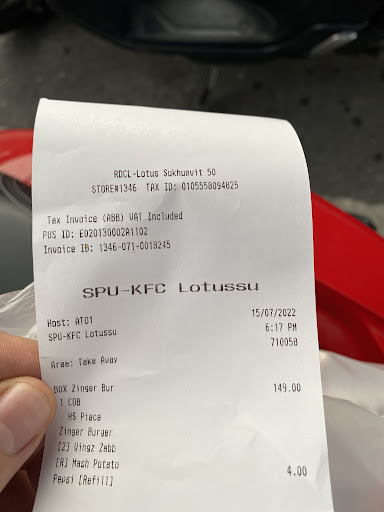 RDCL-Lotus Sukhumvit 50
STORE#1346 TAX ID: 0105558094825
Tax Invoice (ABB) VAT Included
POS ID: E020130002A1102
Invoice ID: 1346-071-0018245
SPU-KFC Lotussu
Host: AT01 15/07/2022
SPU-KFC Lotussu 6:17 PM
710058
Area: Take Away
BOX Zinger Bur 149.00
1 COB
HS Piece
Zinger Burger
[2] Wingz Zabb
[R] Mash Potato
Pepsi [Refill] 4.00